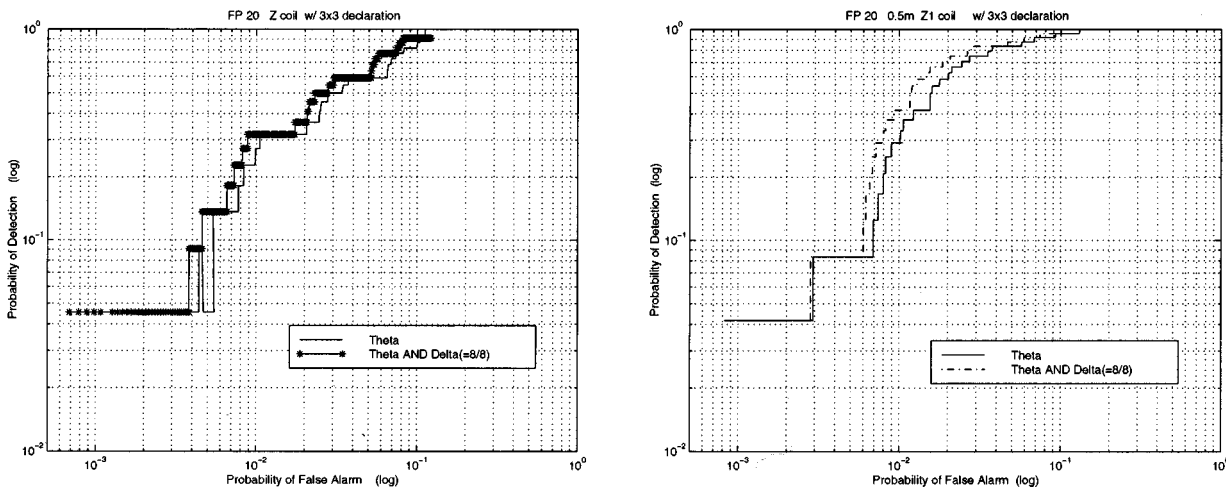 FP 20 Z coil w/ 3x3 declaration
10^0
10^-1
10^-2
Probability of Detection (log)
Theta
Theta AND Delta(=8/8)
10^-3
10^-2
10^-1
10^0
Probability of False Alarm (log)
FP 20 0.5m Z1 coil w/ 3x3 declaration
10^0
10^-1
10^-2
Probability of Detection (log)
Theta
Theta AND Delta(=8/8)
10^-3
10^-2
10^-1
10^0
Probability of False Alarm (log)